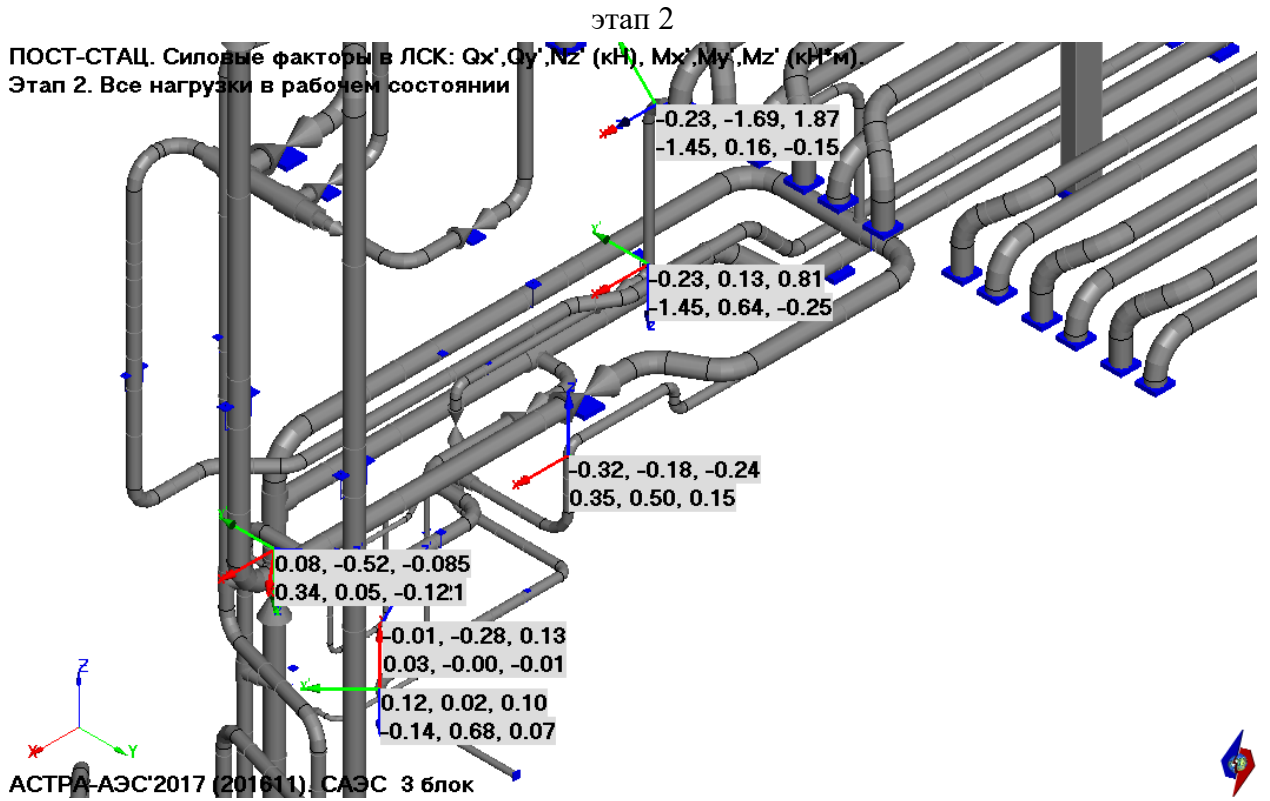 этап 2
ПОСТ-СТАЦ. Силовые факторы в ЛСК: Qx',Qy',Nz' (кН), Mx',My',Mz' (кН*м).
Этап 2. Все нагрузки в рабочем состоянии
-0.23, -1.69, 1.87
-1.45, 0.16, -0.15
-0.23, 0.13, 0.81
-1.45, 0.64, -0.25
-0.32, -0.18, -0.24
0.35, 0.50, 0.15
0.08, -0.52, -0.085
0.34, 0.05, -0.12
-0.01, -0.28, 0.13
0.03, -0.00, -0.01
0.12, 0.02, 0.10
-0.14, 0.68, 0.07
Z
X Y
АСТРА-АЭС'2017 (201611). САЭС 3 блок